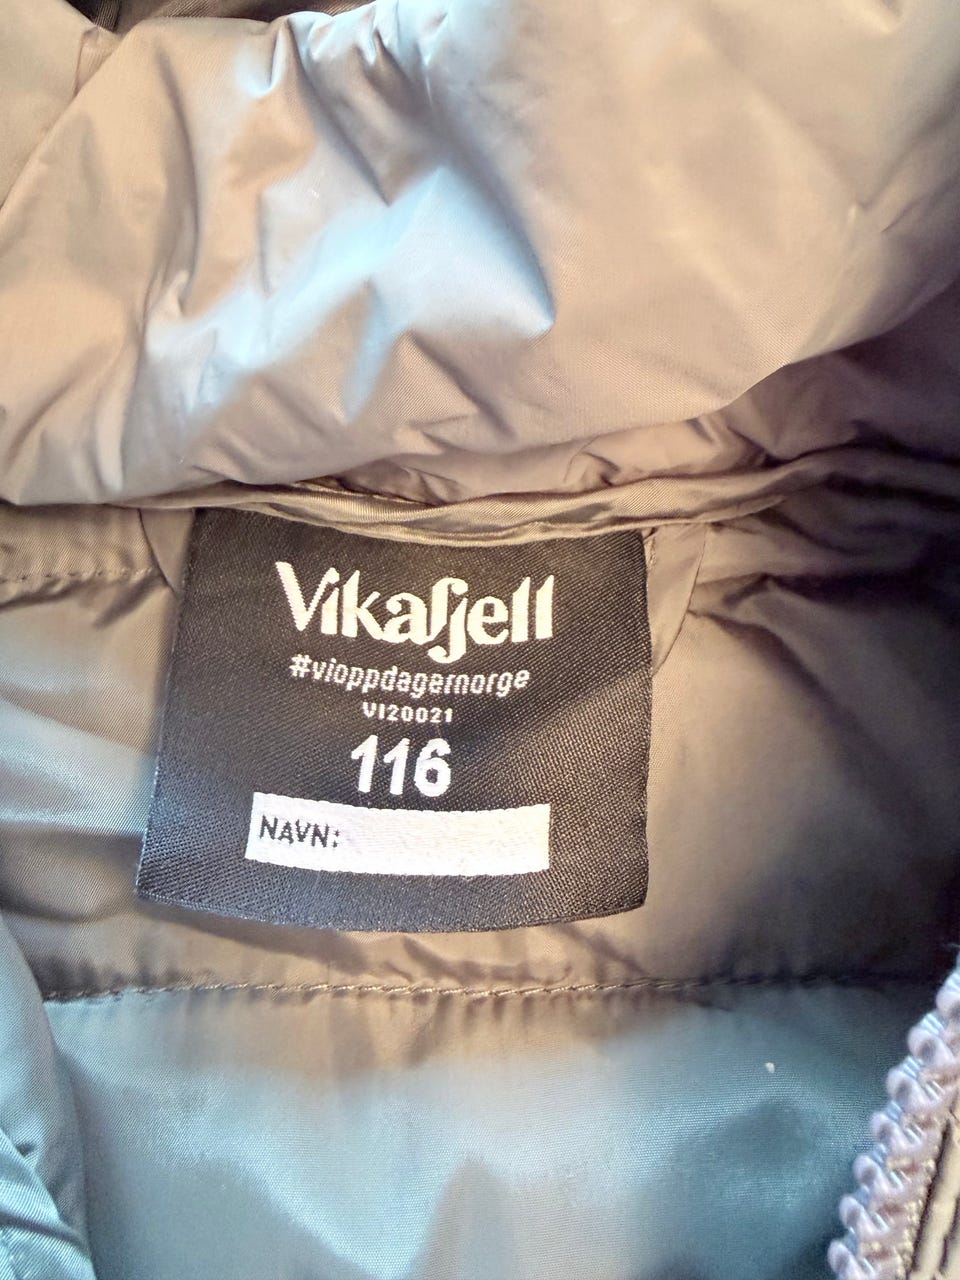 Vikafjell
#vioppdagernorge
VI20021
116
NAVN: